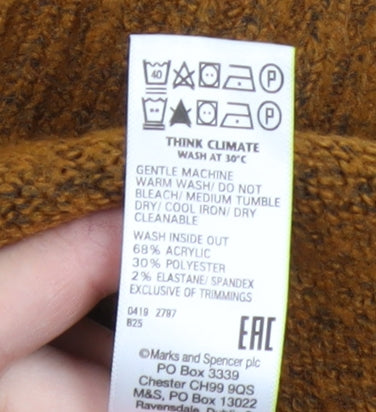 40 P
P
THINK CLIMATE
WASH AT 30°C
GENTLE MACHINE
WARM WASH/ DO NOT
BLEACH/ MEDIUM TUMBLE
DRY/ COOL IRON/ DRY
CLEANABLE
WASH INSIDE OUT
68% ACRYLIC
30% POLYESTER
2% ELASTANE/ SPANDEX
EXCLUSIVE OF TRIMMINGS
0419 2787
B25
EAC
©Marks and Spencer plc
PO Box 3339
Chester CH99 9QS
M&S, PO Box 13022
Ravensdale